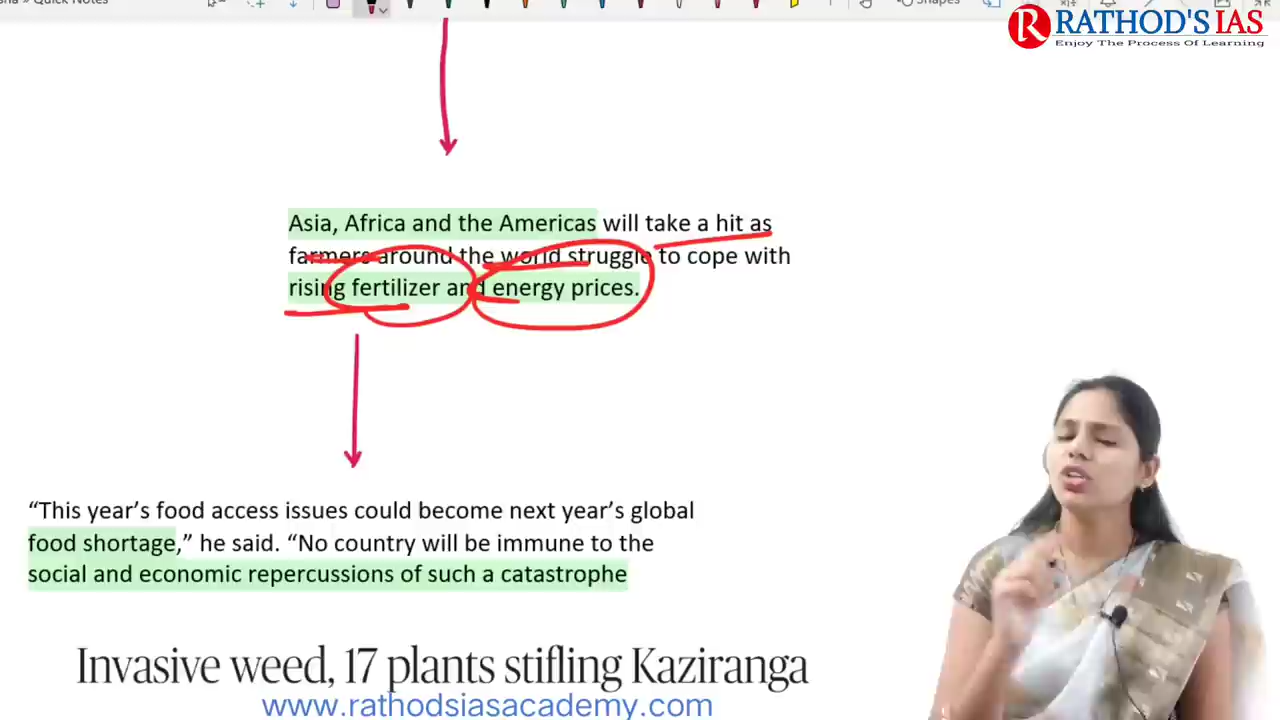 Quick Notes
Shapes
RATHOD'S IAS
Enjoy The Process Of Learning
Asia, Africa and the Americas will take a hit as
farmers around the world struggle to cope with
rising fertilizer and energy prices.
“This year’s food access issues could become next year’s global
food shortage,” he said. “No country will be immune to the
social and economic repercussions of such a catastrophe
Invasive weed, 17 plants stifling Kaziranga
www.rathodsiasacademy.com